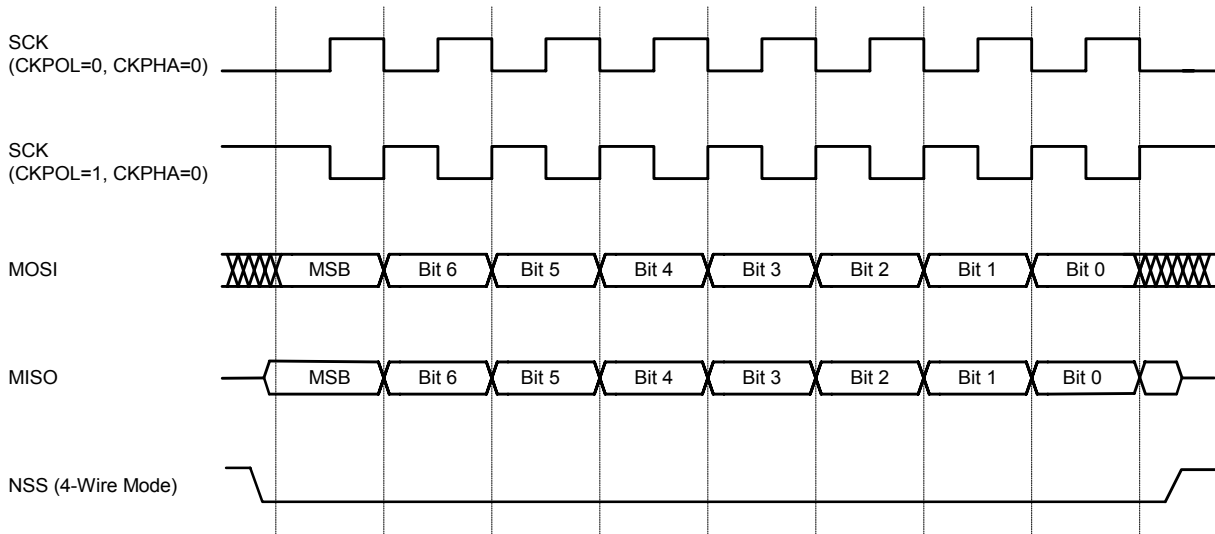 SCK
(CKPOL=0, CKPHA=0)
SCK
(CKPOL=1, CKPHA=0)
MOSI
MSB
Bit 6
Bit 5
Bit 4
Bit 3
Bit 2
Bit 1
Bit 0
MISO
MSB
Bit 6
Bit 5
Bit 4
Bit 3
Bit 2
Bit 1
Bit 0
NSS (4-Wire Mode)